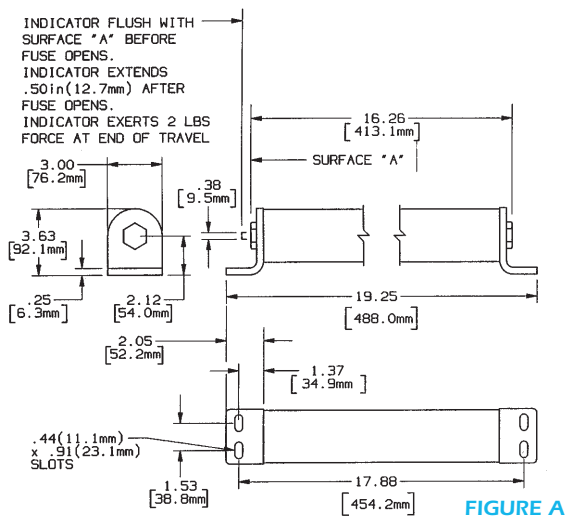 INDICATOR FLUSH WITH
SURFACE "A" BEFORE
FUSE OPENS.
INDICATOR EXTENDS
.50in(12.7mm) AFTER
FUSE OPENS.
INDICATOR EXERTS 2 LBS
FORCE AT END OF TRAVEL
16.26
[413.1mm]
SURFACE "A"
3.00
[76.2mm]
.38
[9.5mm]
3.63
[92.1mm]
.25
[6.3mm]
2.12
[54.0mm]
19.25
[488.0mm]
2.05
[52.2mm]
1.37
[34.9mm]
.44(11.1mm)
x .91(23.1mm)
SLOTS
1.53
[38.8mm]
17.88
[454.2mm]
FIGURE A